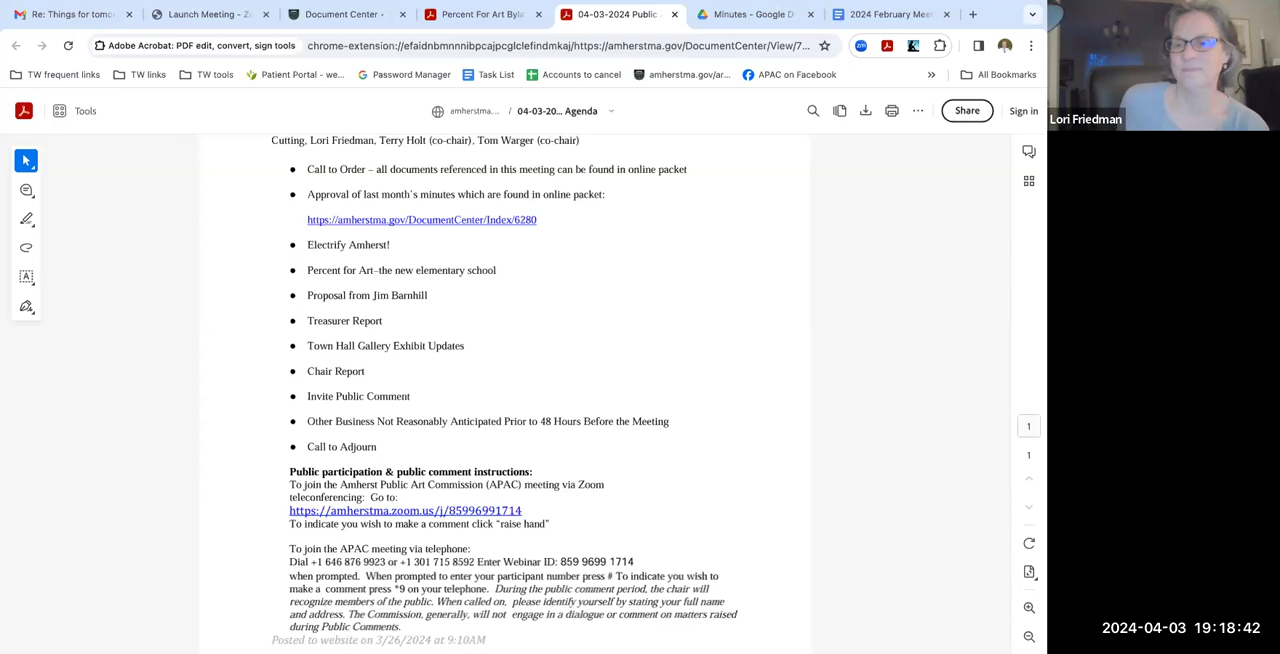 Re: Things for tomo
Launch Meeting - Z
Document Center •
Percent For Art Byla
04-03-2024 Public
Minutes - Google D
2024 February Mee
Adobe Acrobat: PDF edit, convert, sign tools
chrome-extension://efaidnbmnnnibpcajpcglclefindmkaj/https://amherstma.gov/DocumentCenter/View/7...
TW frequent links
TW links
TW tools
Patient Portal - we...
Password Manager
Task List
Accounts to cancel
amherstma.gov/ar...
APAC on Facebook
»
All Bookmarks
Tools
amherstma....
/ 04-03-20... Agenda
Share
Sign in
Lori Friedman
Cutting, Lori Friedman, Terry Holt (co-chair), Tom Warger (co-chair)
● Call to Order – all documents referenced in this meeting can be found in online packet
● Approval of last month's minutes which are found in online packet:
https://amherstma.gov/DocumentCenter/Index/6280
● Electrify Amherst!
● Percent for Art–the new elementary school
● Proposal from Jim Barnhill
● Treasurer Report
● Town Hall Gallery Exhibit Updates
● Chair Report
● Invite Public Comment
● Other Business Not Reasonably Anticipated Prior to 48 Hours Before the Meeting
● Call to Adjourn
Public participation & public comment instructions:
To join the Amherst Public Art Commission (APAC) meeting via Zoom
teleconferencing: Go to:
https://amherstma.zoom.us/j/85996991714
To indicate you wish to make a comment click "raise hand"
To join the APAC meeting via telephone:
Dial +1 646 876 9923 or +1 301 715 8592 Enter Webinar ID: 859 9699 1714
when prompted. When prompted to enter your participant number press # To indicate you wish to
make a comment press *9 on your telephone. During the public comment period, the chair will
recognize members of the public. When called on, please identify yourself by stating your full name
and address. The Commission, generally, will not engage in a dialogue or comment on matters raised
during Public Comments.
Posted to website on 3/26/2024 at 9:10AM
1
1
2024-04-03 19:18:42